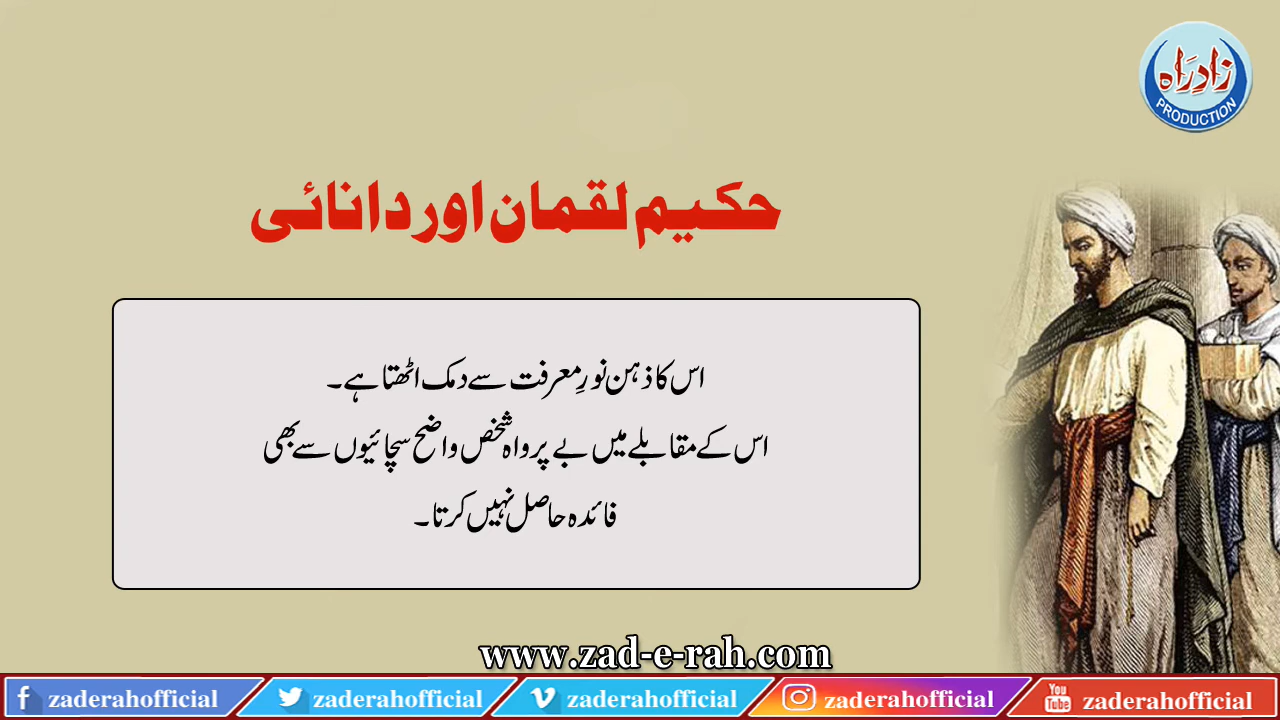 زادِراہ
PRODUCTION
حکیم لقمان اور دانائی
اس کا ذہن نورِ معرفت سے دمک اٹھتا ہے۔
اس کے مقابلے میں بے پرواہ شخص واضح سچائیوں سے بھی
فائدہ حاصل نہیں کرتا۔
www.zad-e-rah.com
zaderahofficial zaderahofficial zaderahofficial zaderahofficial You Tube zaderahofficial